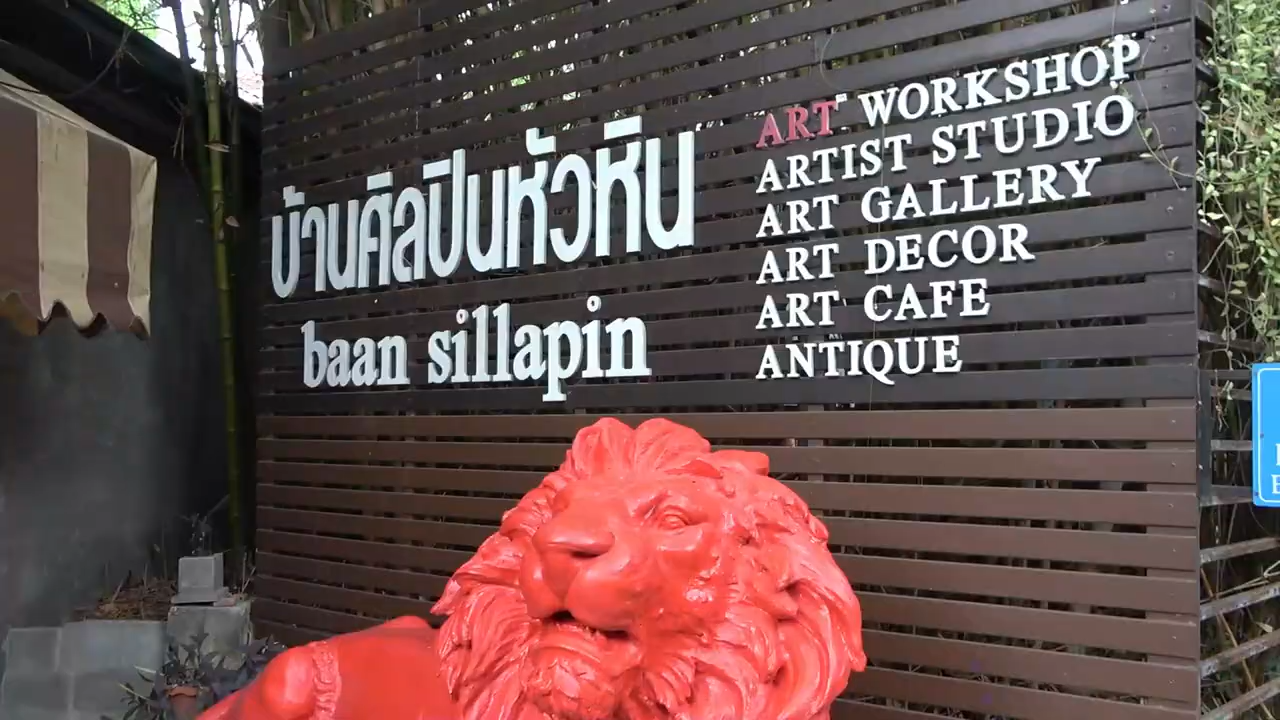 บ้านศิลปินหัวหิน
baan sillapin
ART WORKSHOP
ARTIST STUDIO
ART GALLERY
ART DECOR
ART CAFE
ANTIQUE